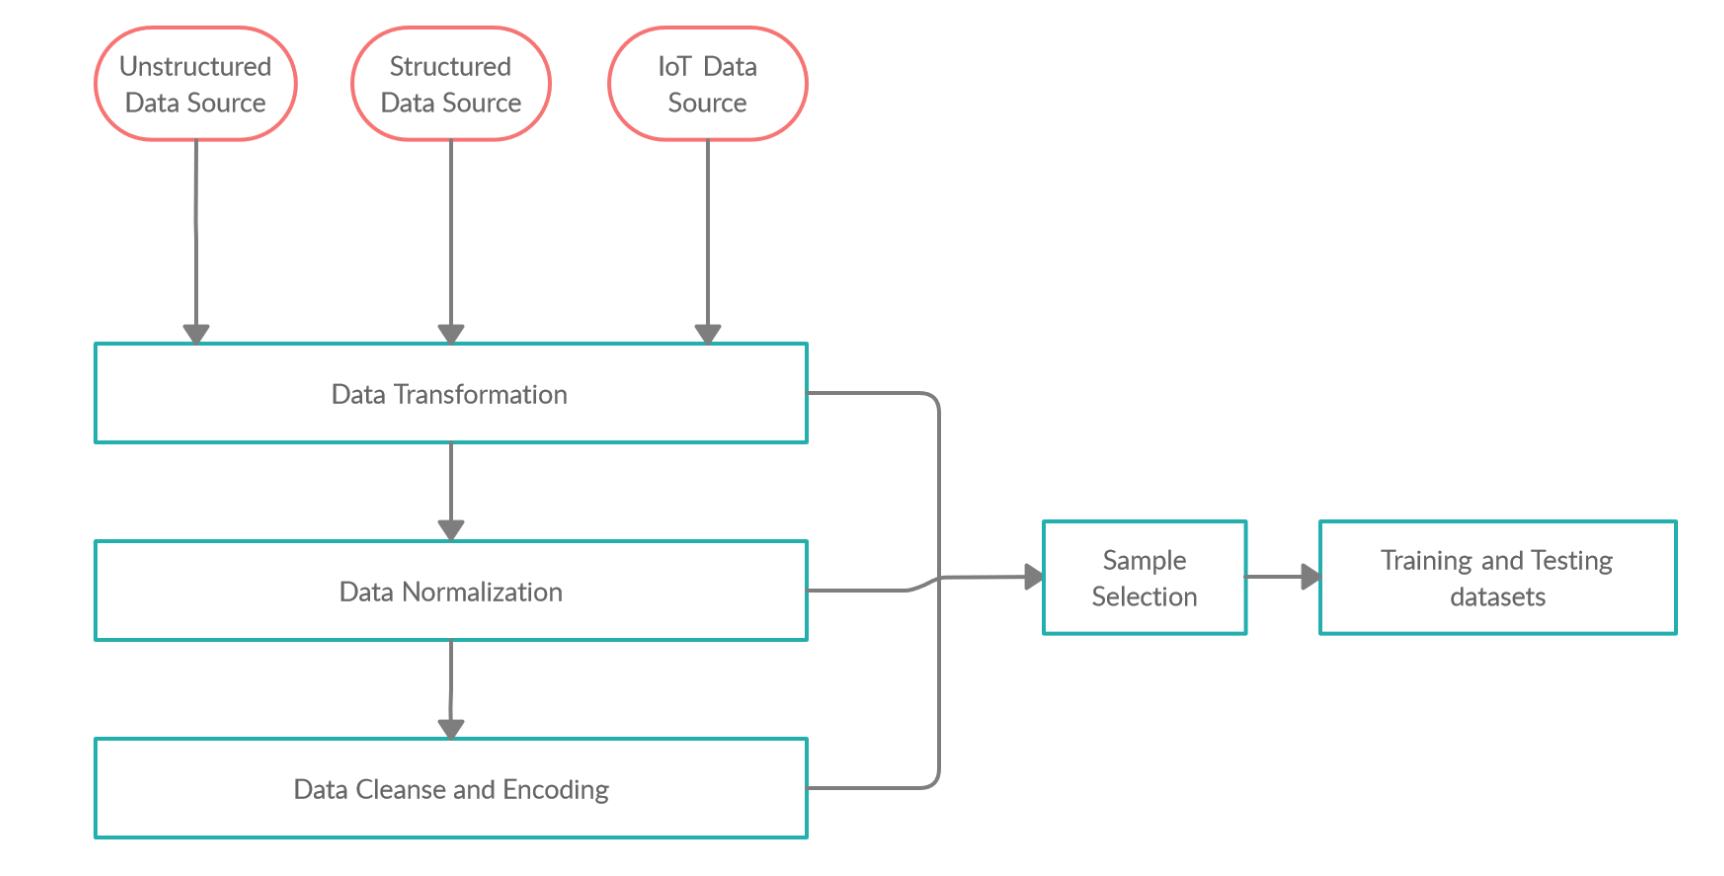 Unstructured
Data Source
Structured
Data Source
IoT Data
Source
Data Transformation
Data Normalization
Data Cleanse and Encoding
Sample
Selection
Training and Testing
datasets